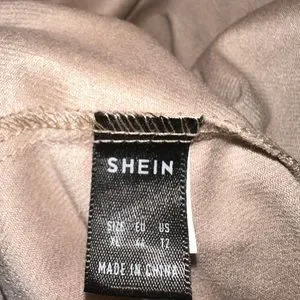 SHEIN
SIZE EU US
XL 44 12
MADE IN CHINA